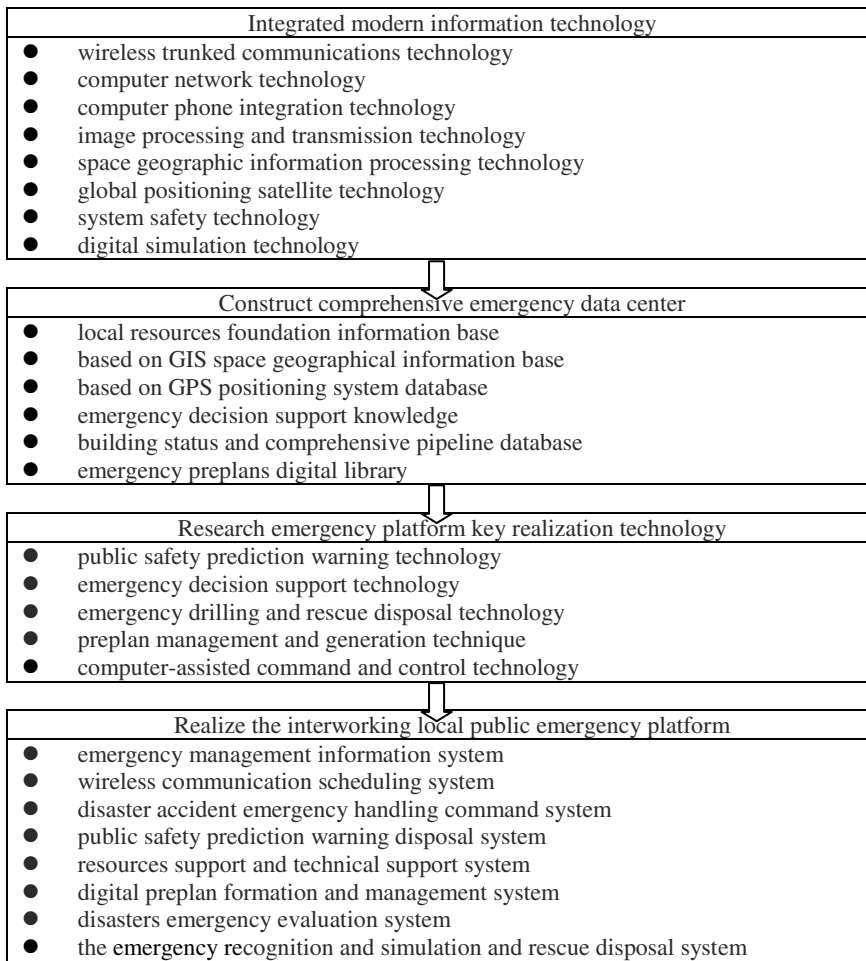 Integrated modern information technology
● wireless trunked communications technology
● computer network technology
● computer phone integration technology
● image processing and transmission technology
● space geographic information processing technology
● global positioning satellite technology
● system safety technology
● digital simulation technology
Construct comprehensive emergency data center
● local resources foundation information base
● based on GIS space geographical information base
● based on GPS positioning system database
● emergency decision support knowledge
● building status and comprehensive pipeline database
● emergency preplans digital library
Research emergency platform key realization technology
● public safety prediction warning technology
● emergency decision support technology
● emergency drilling and rescue disposal technology
● preplan management and generation technique
● computer-assisted command and control technology
Realize the interworking local public emergency platform
● emergency management information system
● wireless communication scheduling system
● disaster accident emergency handling command system
● public safety prediction warning disposal system
● resources support and technical support system
● digital preplan formation and management system
● disasters emergency evaluation system
● the emergency recognition and simulation and rescue disposal system